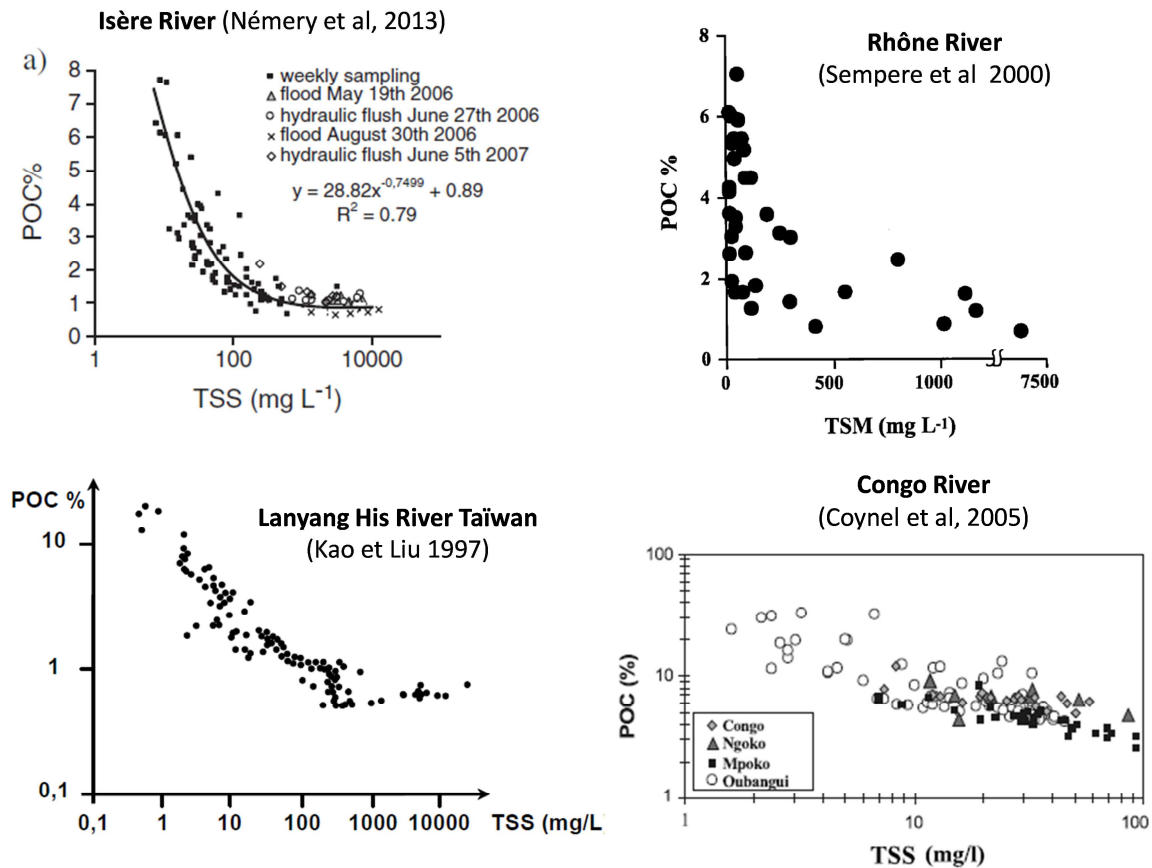 Isère River (Némery et al, 2013)
a)
8
7
6
5
4
3
2
1
0
POC%
1
100
10000
TSS (mg L-1)
weekly sampling
flood May 19th 2006
hydraulic flush June 27th 2006
flood August 30th 2006
hydraulic flush June 5th 2007
y = 28.82x-0,7499 + 0.89
R2 = 0.79
Rhône River
(Sempere et al 2000)
8
6
4
2
0
POC %
0
500
1000
7500
TSM (mg L-1)
Lanyang His River Taïwan
(Kao et Liu 1997)
POC %
10
1
0,1
0,1
1
10
100
1000
10000
TSS (mg/L
Congo River
(Coynel et al, 2005)
100
10
1
POC (%)
Congo
Ngoko
Mpoko
Oubangui
1
10
100
TSS (mg/l)